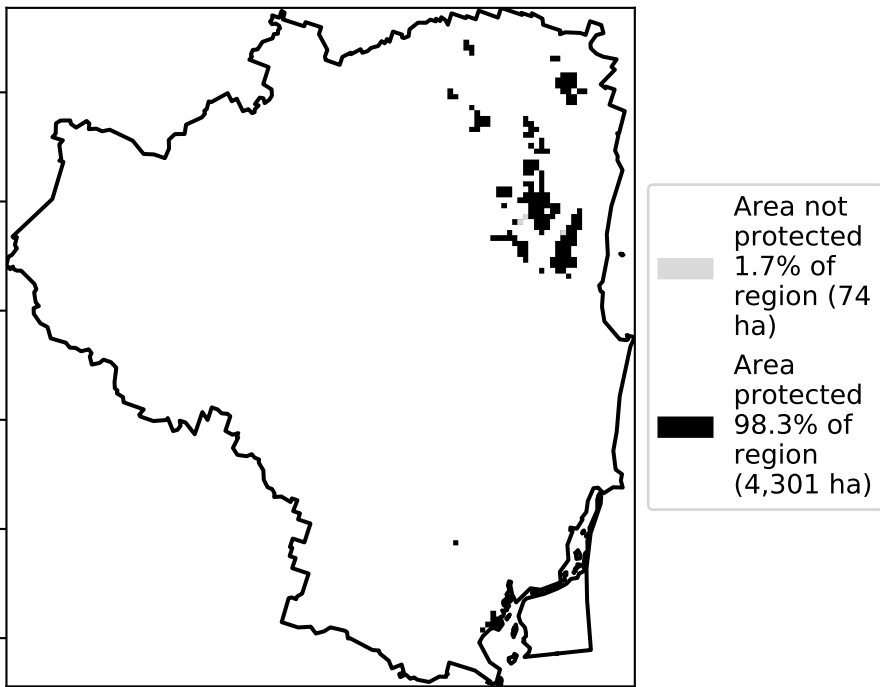 Area not
protected
1.7% of
region (74
ha)
Area
protected
98.3% of
region
(4,301 ha)